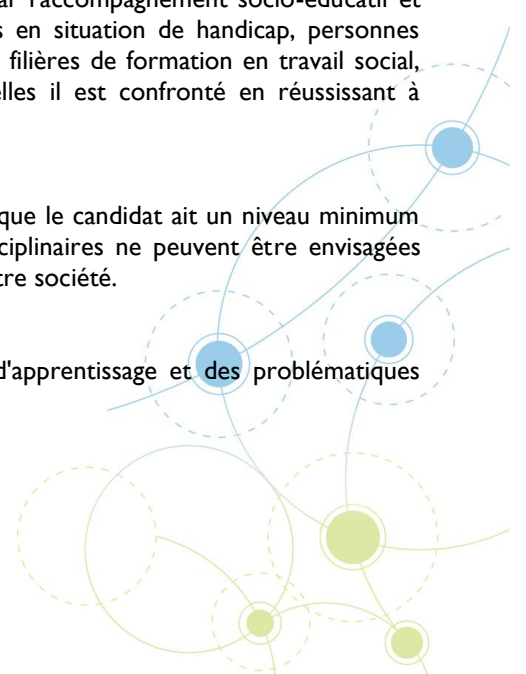 l'accompagnement socio-éducatif et
en situation de handicap, personnes
filières de formation en travail social,
elles il est confronté en réussissant à
que le candidat ait un niveau minimum
ciplinaires ne peuvent être envisagées
tre société.
d'apprentissage et des problématiques